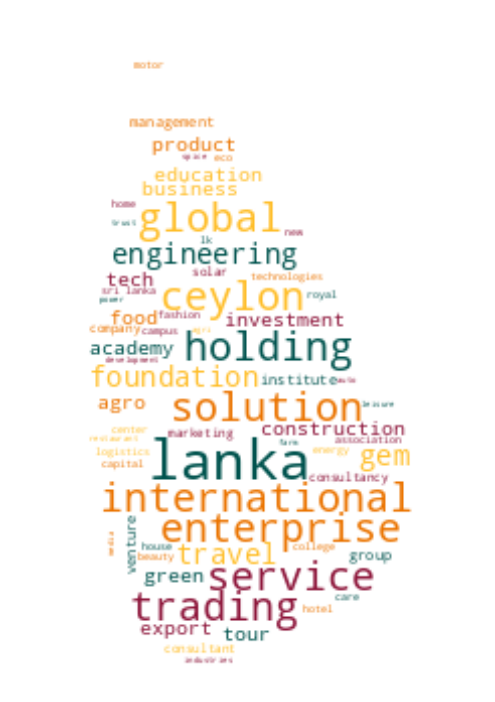 motor
management
product
spice eco
education
business
home
global
trust
new
lk
engineering
solar
tech
technologies
sri lanka
ceylon
royal
power
food fashion
investment
company campus agri
academy
holding
development
foundation institute auto
agro
solution
leisure
center
marketing
construction
restaurant
farm
association
lanka
logistics
energy
gem
capital
consultancy
international
enterprise
venture
media
house
travel
college
beauty
group
green
service
care
trading
hotel
export
tour
consultant
industries